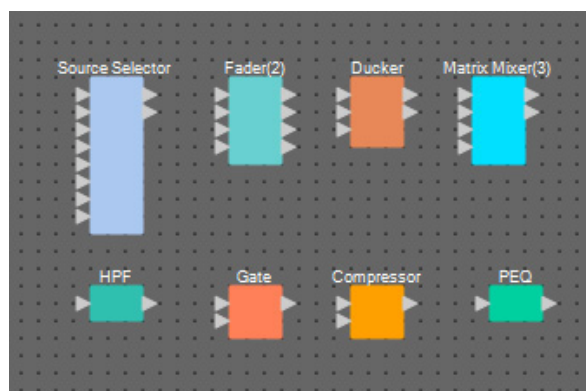 Source Selector
Fader(2)
Ducker
Matrix Mixer(3)
HPF
Gate
Compressor
PEQ